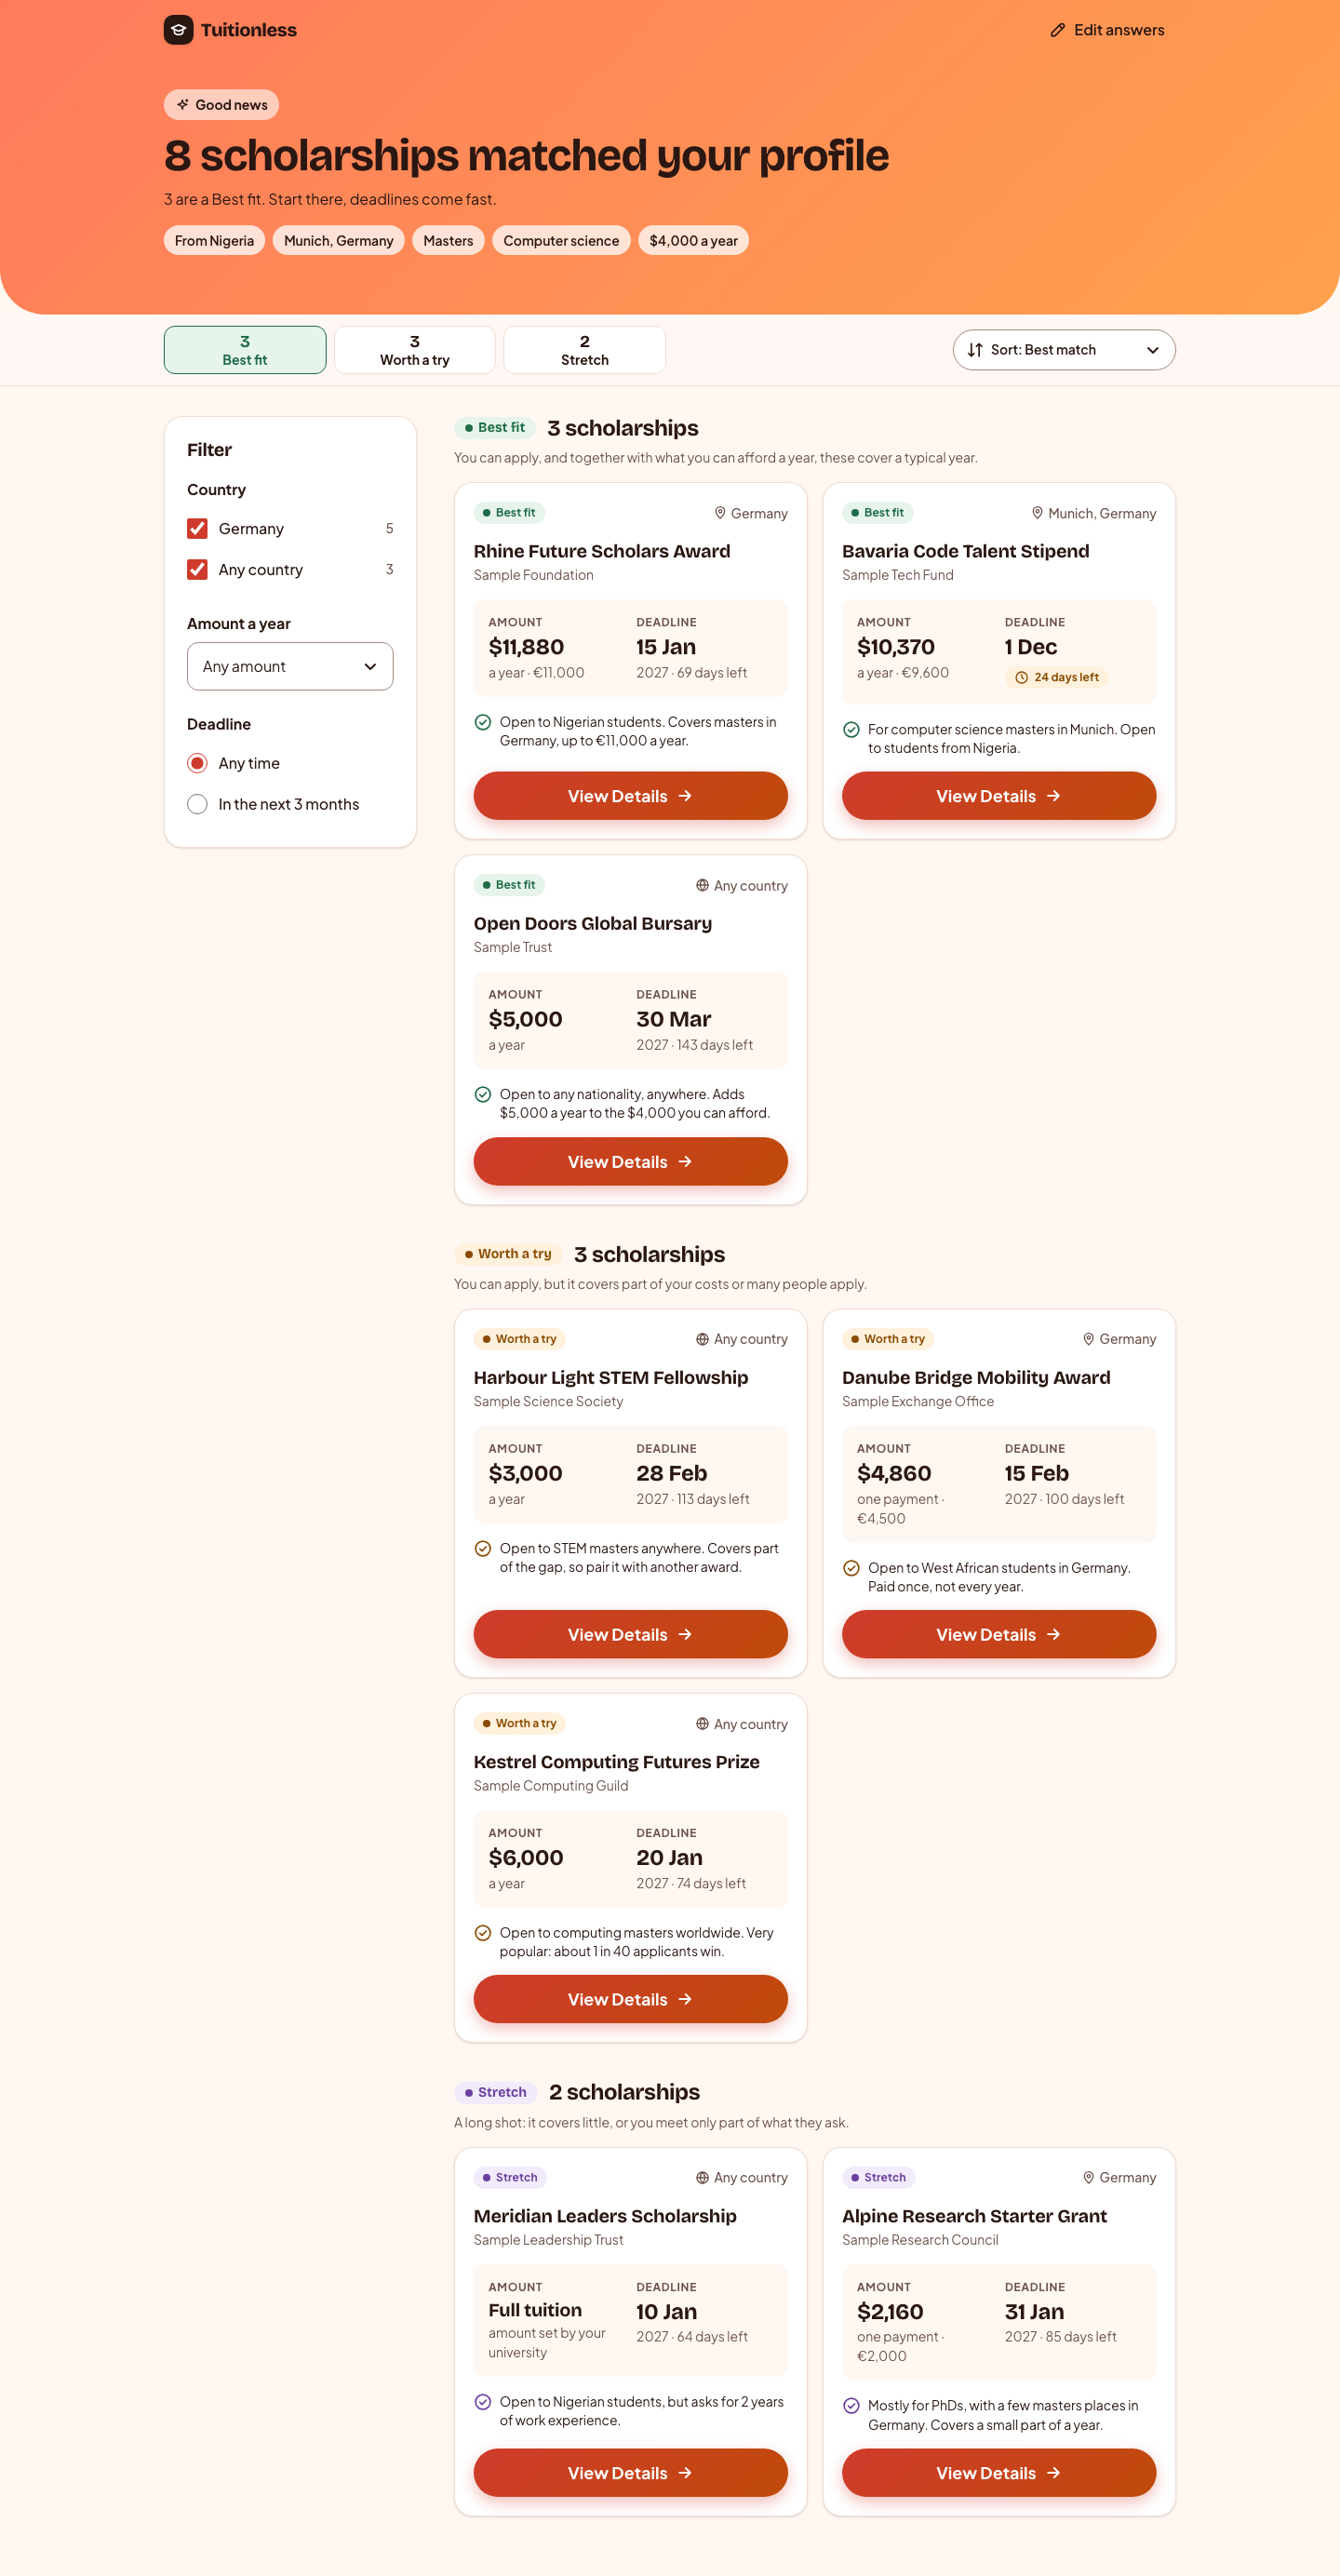 Tuitionless
Edit answers
Good news
8 scholarships matched your profile
3 are a Best fit. Start there, deadlines come fast.
From Nigeria
Munich, Germany
Masters
Computer science
$4,000 a year
3
Best fit
3
Worth a try
2
Stretch
Sort: Best match
Filter
Country
Germany 5
Any country 3
Amount a year
Any amount
Deadline
Any time
In the next 3 months
Best fit 3 scholarships
You can apply, and together with what you can afford a year, these cover a typical year.
Best fit Germany
Rhine Future Scholars Award
Sample Foundation
AMOUNT DEADLINE
$11,880 15 Jan
a year · €11,000 2027 · 69 days left
Open to Nigerian students. Covers masters in
Germany, up to €11,000 a year.
View Details
Best fit Munich, Germany
Bavaria Code Talent Stipend
Sample Tech Fund
AMOUNT DEADLINE
$10,370 1 Dec
a year · €9,600 24 days left
For computer science masters in Munich. Open
to students from Nigeria.
View Details
Best fit Any country
Open Doors Global Bursary
Sample Trust
AMOUNT DEADLINE
$5,000 30 Mar
a year 2027 · 143 days left
Open to any nationality, anywhere. Adds
$5,000 a year to the $4,000 you can afford.
View Details
Worth a try 3 scholarships
You can apply, but it covers part of your costs or many people apply.
Worth a try Any country
Harbour Light STEM Fellowship
Sample Science Society
AMOUNT DEADLINE
$3,000 28 Feb
a year 2027 · 113 days left
Open to STEM masters anywhere. Covers part
of the gap, so pair it with another award.
View Details
Worth a try Germany
Danube Bridge Mobility Award
Sample Exchange Office
AMOUNT DEADLINE
$4,860 15 Feb
one payment · 2027 · 100 days left
€4,500
Open to West African students in Germany.
Paid once, not every year.
View Details
Worth a try Any country
Kestrel Computing Futures Prize
Sample Computing Guild
AMOUNT DEADLINE
$6,000 20 Jan
a year 2027 · 74 days left
Open to computing masters worldwide. Very
popular: about 1 in 40 applicants win.
View Details
Stretch 2 scholarships
A long shot: it covers little, or you meet only part of what they ask.
Stretch Any country
Meridian Leaders Scholarship
Sample Leadership Trust
AMOUNT DEADLINE
Full tuition 10 Jan
amount set by your 2027 · 64 days left
university
Open to Nigerian students, but asks for 2 years
of work experience.
View Details
Stretch Germany
Alpine Research Starter Grant
Sample Research Council
AMOUNT DEADLINE
$2,160 31 Jan
one payment · 2027 · 85 days left
€2,000
Mostly for PhDs, with a few masters places in
Germany. Covers a small part of a year.
View Details